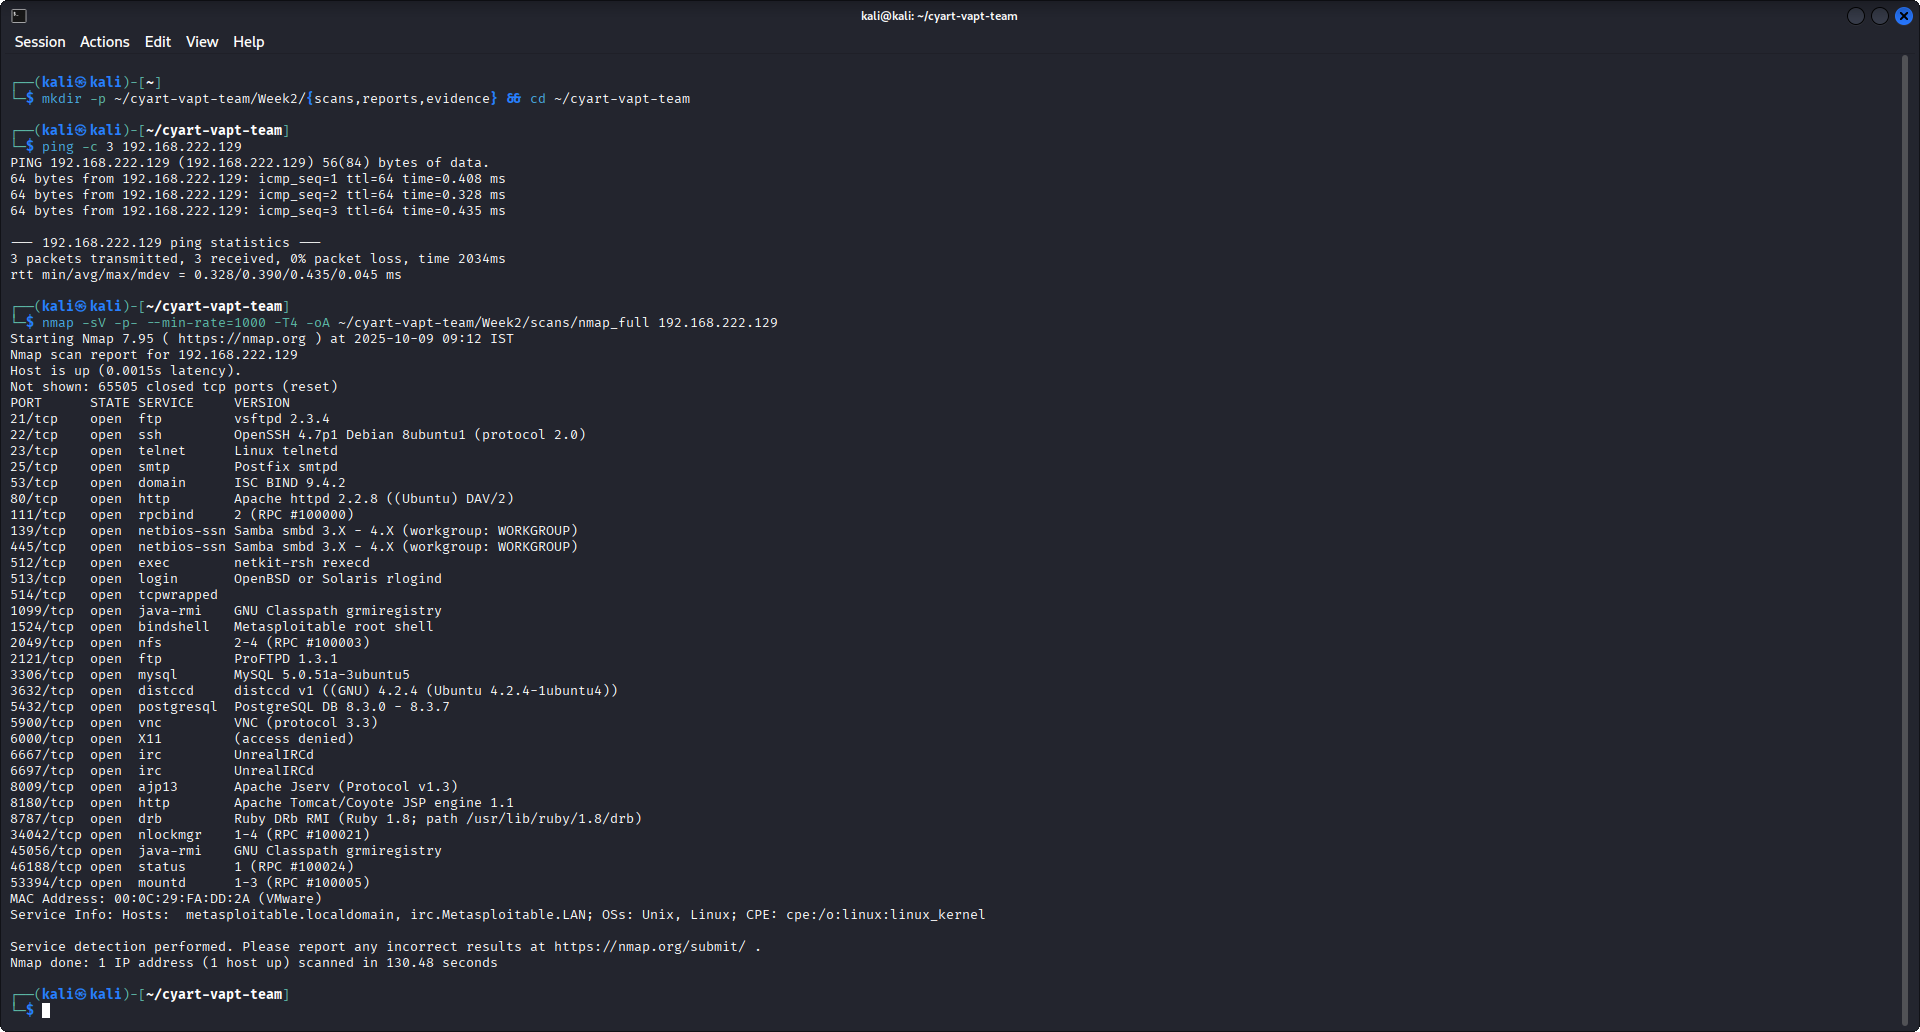 kali@kali: ~/cyart-vapt-team
Session Actions Edit View Help
┌──(kali㉿kali)-[~]
└─$ mkdir -p ~/cyart-vapt-team/Week2/{scans,reports,evidence} && cd ~/cyart-vapt-team
┌──(kali㉿kali)-[~/cyart-vapt-team]
└─$ ping -c 3 192.168.222.129
PING 192.168.222.129 (192.168.222.129) 56(84) bytes of data.
64 bytes from 192.168.222.129: icmp_seq=1 ttl=64 time=0.408 ms
64 bytes from 192.168.222.129: icmp_seq=2 ttl=64 time=0.328 ms
64 bytes from 192.168.222.129: icmp_seq=3 ttl=64 time=0.435 ms
--- 192.168.222.129 ping statistics ---
3 packets transmitted, 3 received, 0% packet loss, time 2034ms
rtt min/avg/max/mdev = 0.328/0.390/0.435/0.045 ms
┌──(kali㉿kali)-[~/cyart-vapt-team]
└─$ nmap -sV -p- --min-rate=1000 -T4 -oA ~/cyart-vapt-team/Week2/scans/nmap_full 192.168.222.129
Starting Nmap 7.95 ( https://nmap.org ) at 2025-10-09 09:12 IST
Nmap scan report for 192.168.222.129
Host is up (0.0015s latency).
Not shown: 65505 closed tcp ports (reset)
PORT      STATE SERVICE     VERSION
21/tcp    open  ftp         vsftpd 2.3.4
22/tcp    open  ssh         OpenSSH 4.7p1 Debian 8ubuntu1 (protocol 2.0)
23/tcp    open  telnet      Linux telnetd
25/tcp    open  smtp        Postfix smtpd
53/tcp    open  domain      ISC BIND 9.4.2
80/tcp    open  http        Apache httpd 2.2.8 ((Ubuntu) DAV/2)
111/tcp   open  rpcbind     2 (RPC #100000)
139/tcp   open  netbios-ssn Samba smbd 3.X - 4.X (workgroup: WORKGROUP)
445/tcp   open  netbios-ssn Samba smbd 3.X - 4.X (workgroup: WORKGROUP)
512/tcp   open  exec        netkit-rsh rexecd
513/tcp   open  login       OpenBSD or Solaris rlogind
514/tcp   open  tcpwrapped
1099/tcp  open  java-rmi    GNU Classpath grmiregistry
1524/tcp  open  bindshell   Metasploitable root shell
2049/tcp  open  nfs         2-4 (RPC #100003)
2121/tcp  open  ftp         ProFTPD 1.3.1
3306/tcp  open  mysql       MySQL 5.0.51a-3ubuntu5
3632/tcp  open  distccd     distccd v1 ((GNU) 4.2.4 (Ubuntu 4.2.4-1ubuntu4))
5432/tcp  open  postgresql  PostgreSQL DB 8.3.0 - 8.3.7
5900/tcp  open  vnc         VNC (protocol 3.3)
6000/tcp  open  X11         (access denied)
6667/tcp  open  irc         UnrealIRCd
6697/tcp  open  irc         UnrealIRCd
8009/tcp  open  ajp13       Apache Jserv (Protocol v1.3)
8180/tcp  open  http        Apache Tomcat/Coyote JSP engine 1.1
8787/tcp  open  drb         Ruby DRb RMI (Ruby 1.8; path /usr/lib/ruby/1.8/drb)
34042/tcp open  nlockmgr    1-4 (RPC #100021)
45056/tcp open  java-rmi    GNU Classpath grmiregistry
46188/tcp open  status      1 (RPC #100024)
53394/tcp open  mountd      1-3 (RPC #100005)
MAC Address: 00:0C:29:FA:DD:2A (VMware)
Service Info: Hosts:  metasploitable.localdomain, irc.Metasploitable.LAN; OSs: Unix, Linux; CPE: cpe:/o:linux:linux_kernel
Service detection performed. Please report any incorrect results at https://nmap.org/submit/ .
Nmap done: 1 IP address (1 host up) scanned in 130.48 seconds
┌──(kali㉿kali)-[~/cyart-vapt-team]
└─$